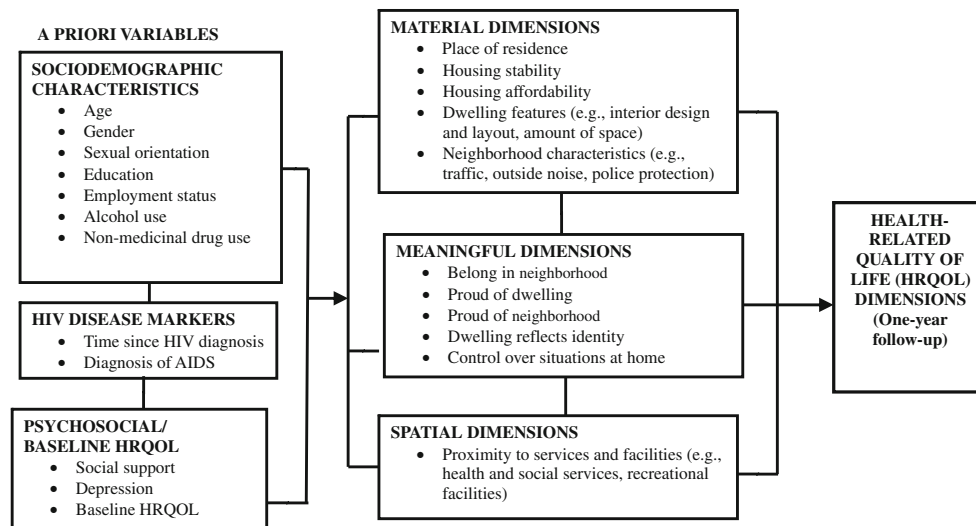 A PRIORI VARIABLES
SOCIODEMOGRAPHIC
CHARACTERISTICS
• Age
• Gender
• Sexual orientation
• Education
• Employment status
• Alcohol use
• Non-medicinal drug use
HIV DISEASE MARKERS
• Time since HIV diagnosis
• Diagnosis of AIDS
PSYCHOSOCIAL/
BASELINE HRQOL
• Social support
• Depression
• Baseline HRQOL
MATERIAL DIMENSIONS
• Place of residence
• Housing stability
• Housing affordability
• Dwelling features (e.g., interior design
and layout, amount of space)
• Neighborhood characteristics (e.g.,
traffic, outside noise, police protection)
MEANINGFUL DIMENSIONS
• Belong in neighborhood
• Proud of dwelling
• Proud of neighborhood
• Dwelling reflects identity
• Control over situations at home
SPATIAL DIMENSIONS
• Proximity to services and facilities (e.g.,
health and social services, recreational
facilities)
HEALTH-
RELATED
QUALITY OF
LIFE (HRQOL)
DIMENSIONS
(One-year
follow-up)